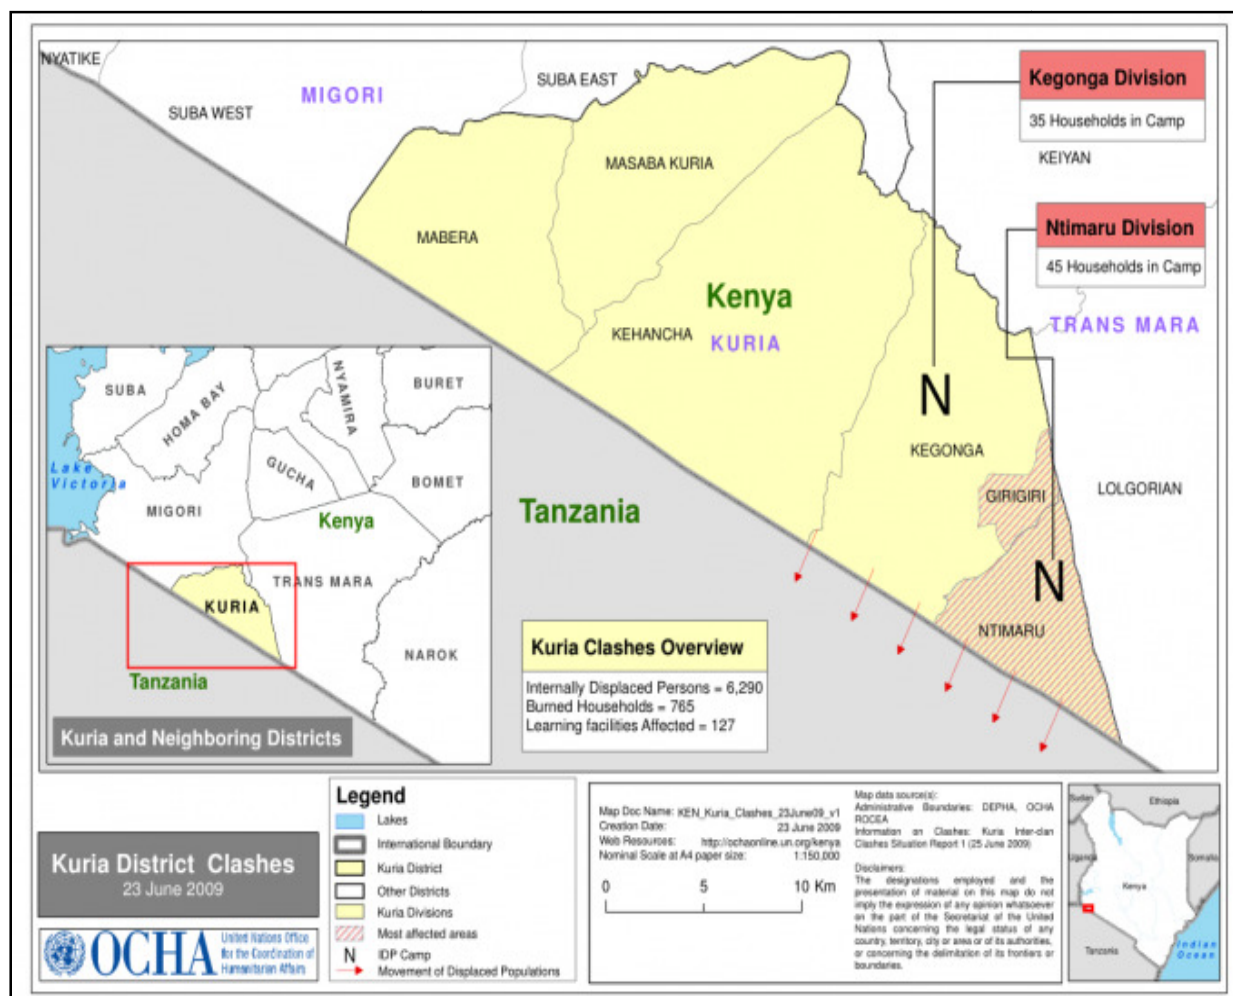 NYATIKE
MIGORI
SUBA WEST
SUBA EAST
Kegonga Division
35 Households in Camp
KEIYAN
MASABA KURIA
MABERA
Ntimaru Division
45 Households in Camp
Kenya
KURIA
KEHANCHA
TRANS MARA
N
KEGONGA
GIRIGIRI
LOLGORIAN
N
NTIMARU
Tanzania
SUBA
HOMA BAY
NYAMIRA
BURET
GUCHA
BOMET
Lake
Victoria
MIGORI
Kenya
TRANS MARA
KURIA
NAROK
Tanzania
Kuria and Neighboring Districts
Kuria Clashes Overview
Internally Displaced Persons = 6,290
Burned Households = 765
Learning facilities Affected = 127
Kuria District Clashes
23 June 2009
OCHA
United Nations Office
for the Coordination of
Humanitarian Affairs
Legend
Lakes
International Boundary
Kuria District
Other Districts
Kuria Divisions
Most affected areas
N IDP Camp
Movement of Displaced Populations
Map Doc Name: KEN_Kuria_Clashes_23June09_v1
Creation Date: 23 June 2009
Web Resources: http://ochaonline.un.org/kenya
Nominal Scale at A4 paper size: 1:150,000
0 5 10 Km
Map data source(s):
Administrative Boundaries: DEPHA, OCHA
ROCEA
Information on Clashes: Kuria Inter-clan
Clashes Situation Report 1 (25 June 2009)
Disclaimers:
The designations employed and the
presentation of material on this map do not
imply the expression of any opinion whatsoever
on the part of the Secretariat of the United
Nations concerning the legal status of any
country, territory, city or area or of its authorities,
or concerning the delimitation of its frontiers or
boundaries.
Sudan
Ethiopia
Uganda
Somalia
Kenya
Tanzania
Indian
Ocean